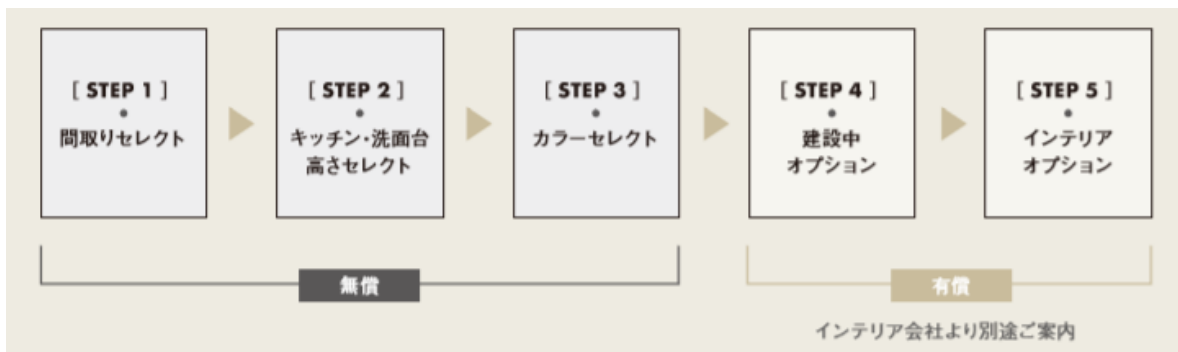 [ STEP 1 ]
間取りセレクト
[ STEP 2 ]
キッチン・洗面台
高さセレクト
[ STEP 3 ]
カラーセレクト
[ STEP 4 ]
建設中
オプション
[ STEP 5 ]
インテリア
オプション
無償
有償
インテリア会社より別途ご案内